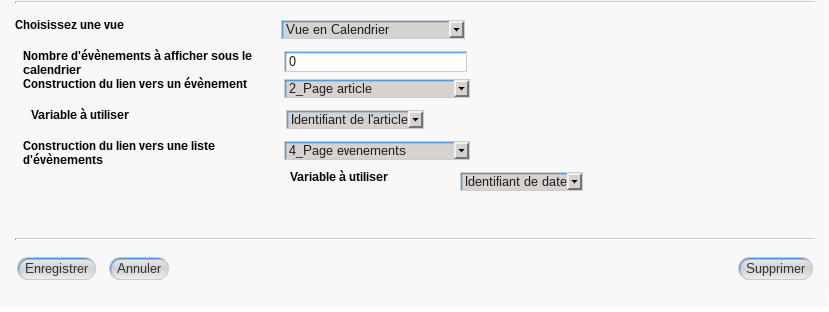 Choisissez une vue
Vue en Calendrier
Nombre d'évènements à afficher sous le
calendrier
0
Construction du lien vers un évènement
2_Page article
Variable à utiliser
Identifiant de l'article
Construction du lien vers une liste
d'évènements
4_Page evenements
Variable à utiliser
Identifiant de date
Enregistrer
Annuler
Supprimer